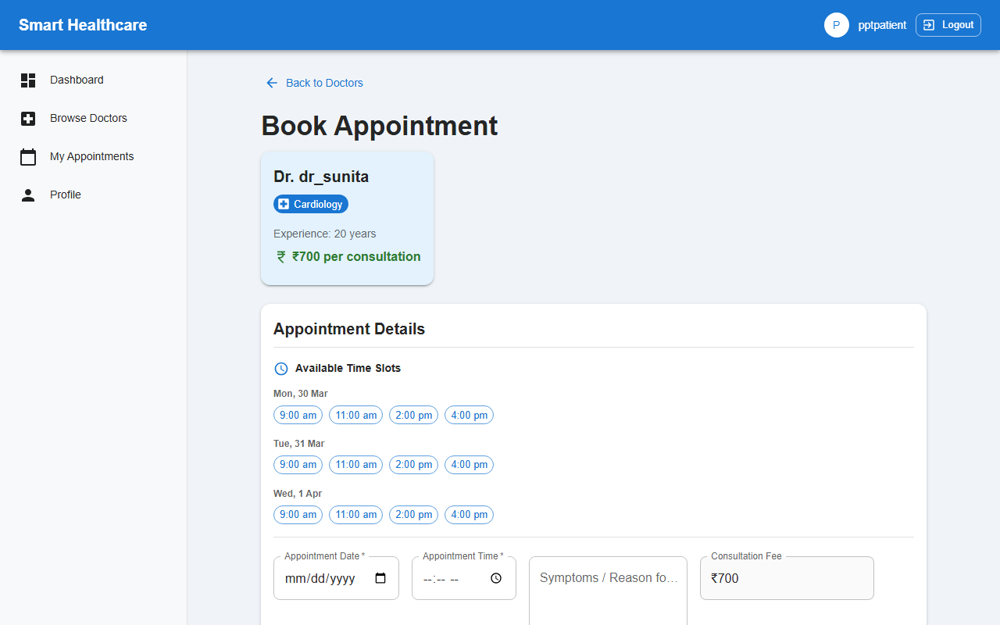 Smart Healthcare
P pptpatient Logout
Dashboard
Browse Doctors
My Appointments
Profile
Back to Doctors
Book Appointment
Dr. dr_sunita
Cardiology
Experience: 20 years
₹ ₹700 per consultation
Appointment Details
Available Time Slots
Mon, 30 Mar
9:00 am 11:00 am 2:00 pm 4:00 pm
Tue, 31 Mar
9:00 am 11:00 am 2:00 pm 4:00 pm
Wed, 1 Apr
9:00 am 11:00 am 2:00 pm 4:00 pm
Appointment Date * Appointment Time * Consultation Fee
mm/dd/yyyy --:-- -- Symptoms / Reason fo… ₹700